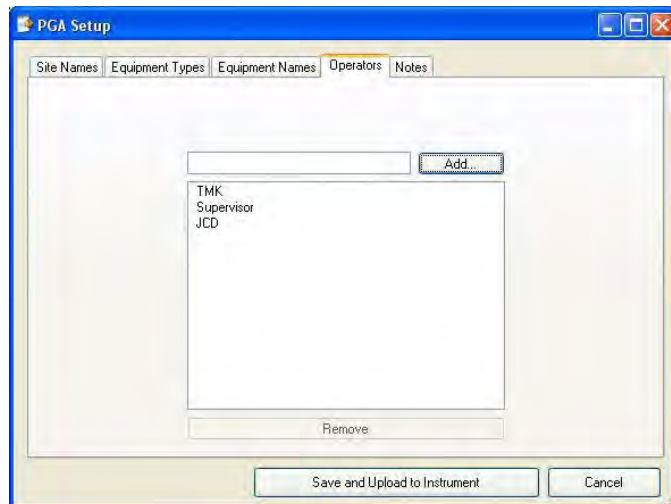 PGA Setup
Site Names Equipment Types Equipment Names Operators Notes
Add...
TMK
Supervisor
JCD
Remove
Save and Upload to Instrument Cancel